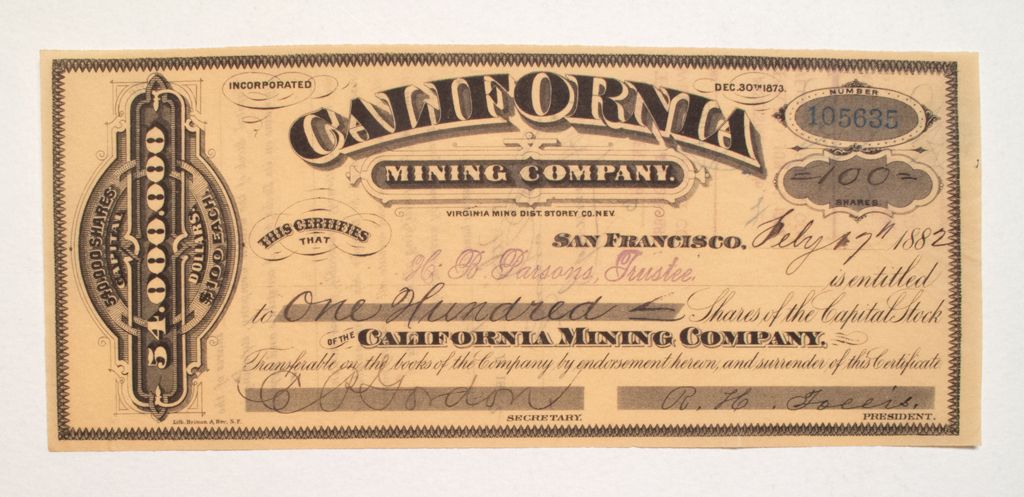 INCORPORATED
DEC. 30TH 1873.
CALIFORNIA
MINING COMPANY.
VIRGINIA MING DIST. STOREY CO. NEV.
NUMBER
105635
=100=
SHARES
540,000 SHARES
CAPITAL
54.000.000
DOLLARS.
$100 EACH.
THIS CERTIFIES
THAT
SAN FRANCISCO, Feby 17th 1882
H. B. Parsons, Trustee.
is entitled
to One Hundred Shares of the Capital Stock
OF THE CALIFORNIA MINING COMPANY,
Transferable on the books of the Company by endorsement hereon, and surrender of this Certificate
Gordon
SECRETARY.
R. H.
PRESIDENT.
S.F.